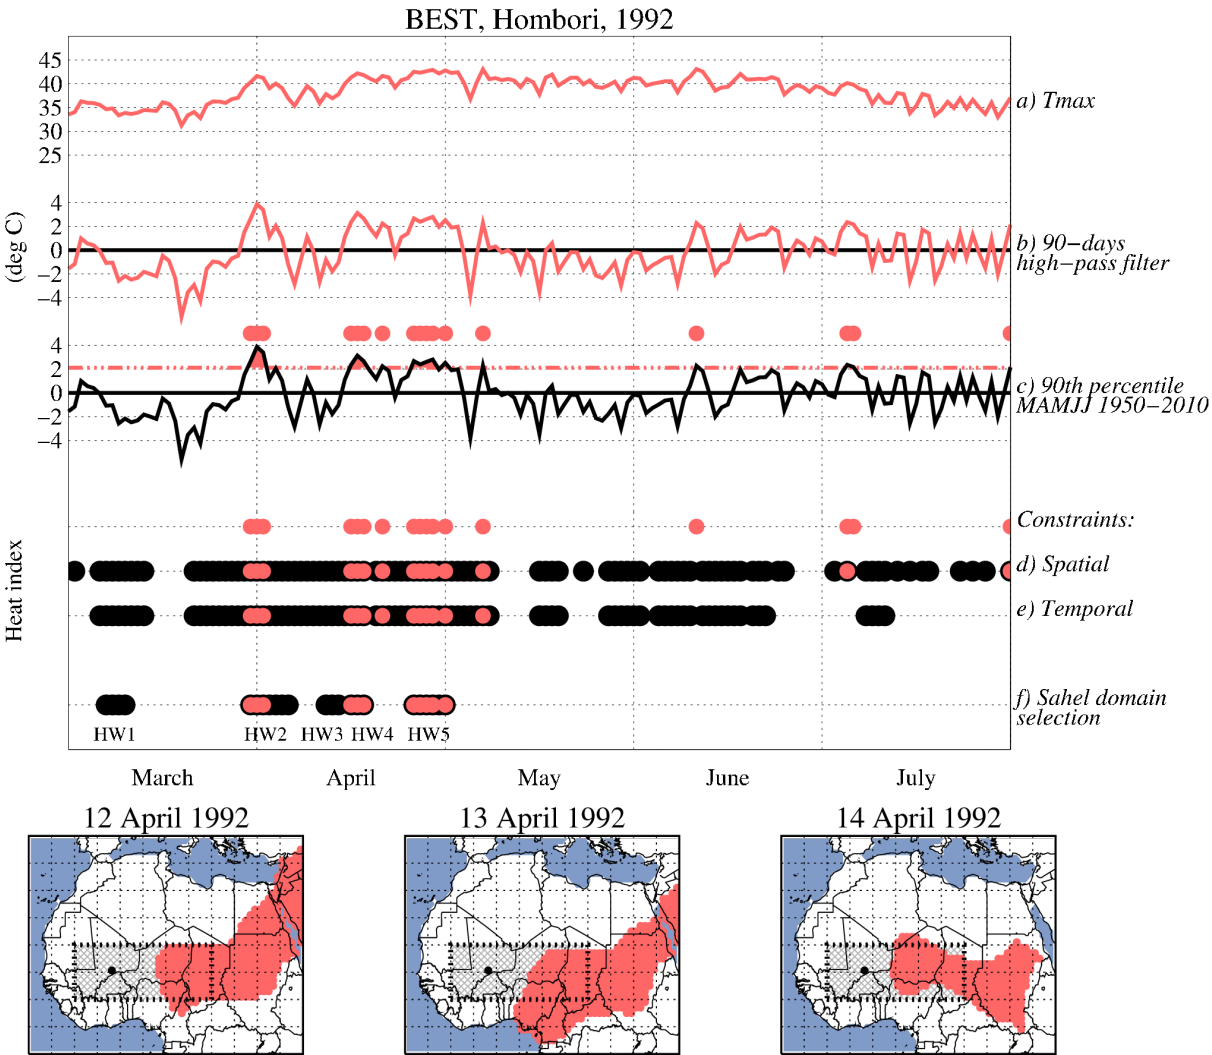 BEST, Hombori, 1992
45
40
35
30
25
a) Tmax
4
2
0
−2
−4
(deg C)
b) 90−days
high−pass filter
4
2
0
−2
−4
c) 90th percentile
MAMJJ 1950−2010
Heat index
Constraints:
d) Spatial
e) Temporal
f) Sahel domain
selection
HW1 HW2 HW3 HW4 HW5
March April May June July
12 April 1992 13 April 1992 14 April 1992